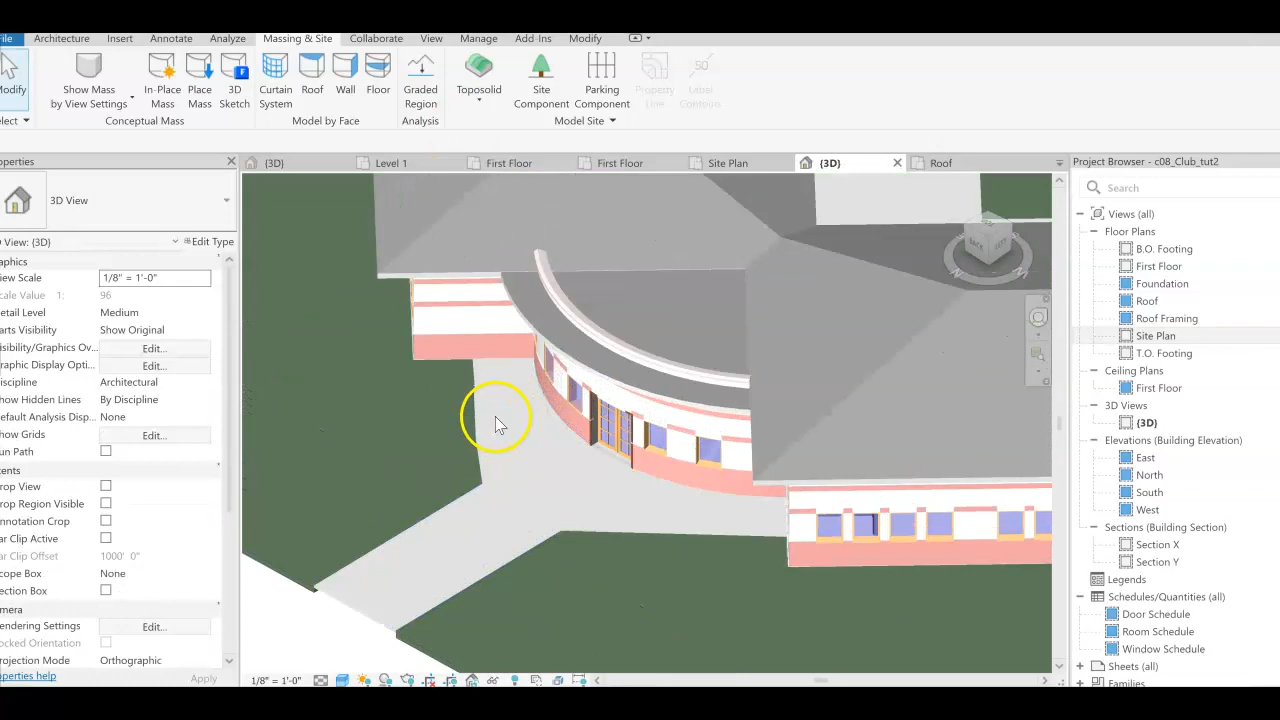 File Architecture Insert Annotate Analyze Massing & Site Collaborate View Manage Add-Ins Modify
Modify Show Mass by View Settings In-Place Mass Place Mass 3D Sketch Curtain System Roof Wall Floor Graded Region Toposolid Site Component Parking Component Property Line Label Contours
elect Conceptual Mass Model by Face Analysis Model Site
operties {3D} Level 1 First Floor First Floor Site Plan {3D} Roof Project Browser - c08_Club_tut2
Search
3D View
D View: {3D} Edit Type
aphics
iew Scale 1/8" = 1'-0"
cale Value 1: 96
etail Level Medium
arts Visibility Show Original
isibility/Graphics Ov... Edit...
raphic Display Opti... Edit...
iscipline Architectural
how Hidden Lines By Discipline
efault Analysis Disp... None
how Grids Edit...
un Path
tents
rop View
rop Region Visible
nnotation Crop
ar Clip Active
ar Clip Offset 1000' 0"
cope Box None
ection Box
mera
endering Settings Edit...
ocked Orientation
rojection Mode Orthographic
operties help Apply
1/8" = 1'-0"
BACK
LEFT
N
Views (all)
Floor Plans
B.O. Footing
First Floor
Foundation
Roof
Roof Framing
Site Plan
T.O. Footing
Ceiling Plans
First Floor
3D Views
{3D}
Elevations (Building Elevation)
East
North
South
West
Sections (Building Section)
Section X
Section Y
Legends
Schedules/Quantities (all)
Door Schedule
Room Schedule
Window Schedule
Sheets (all)
Families